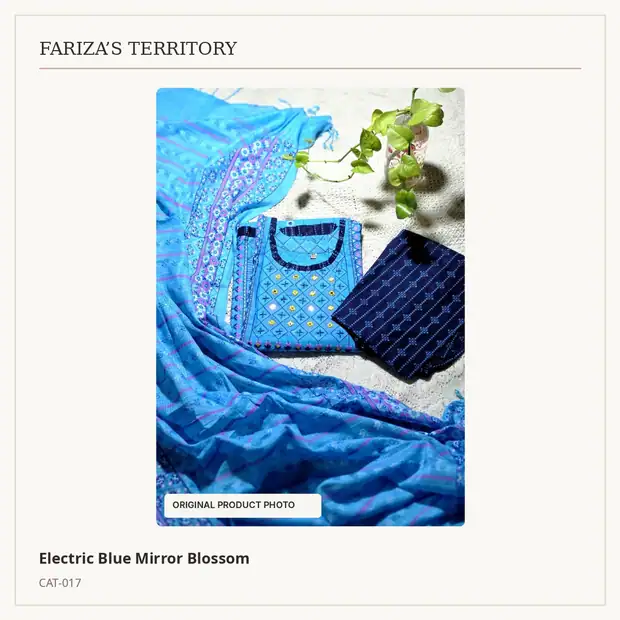 FARIZA’S TERRITORY
ORIGINAL PRODUCT PHOTO
Electric Blue Mirror Blossom
CAT-017